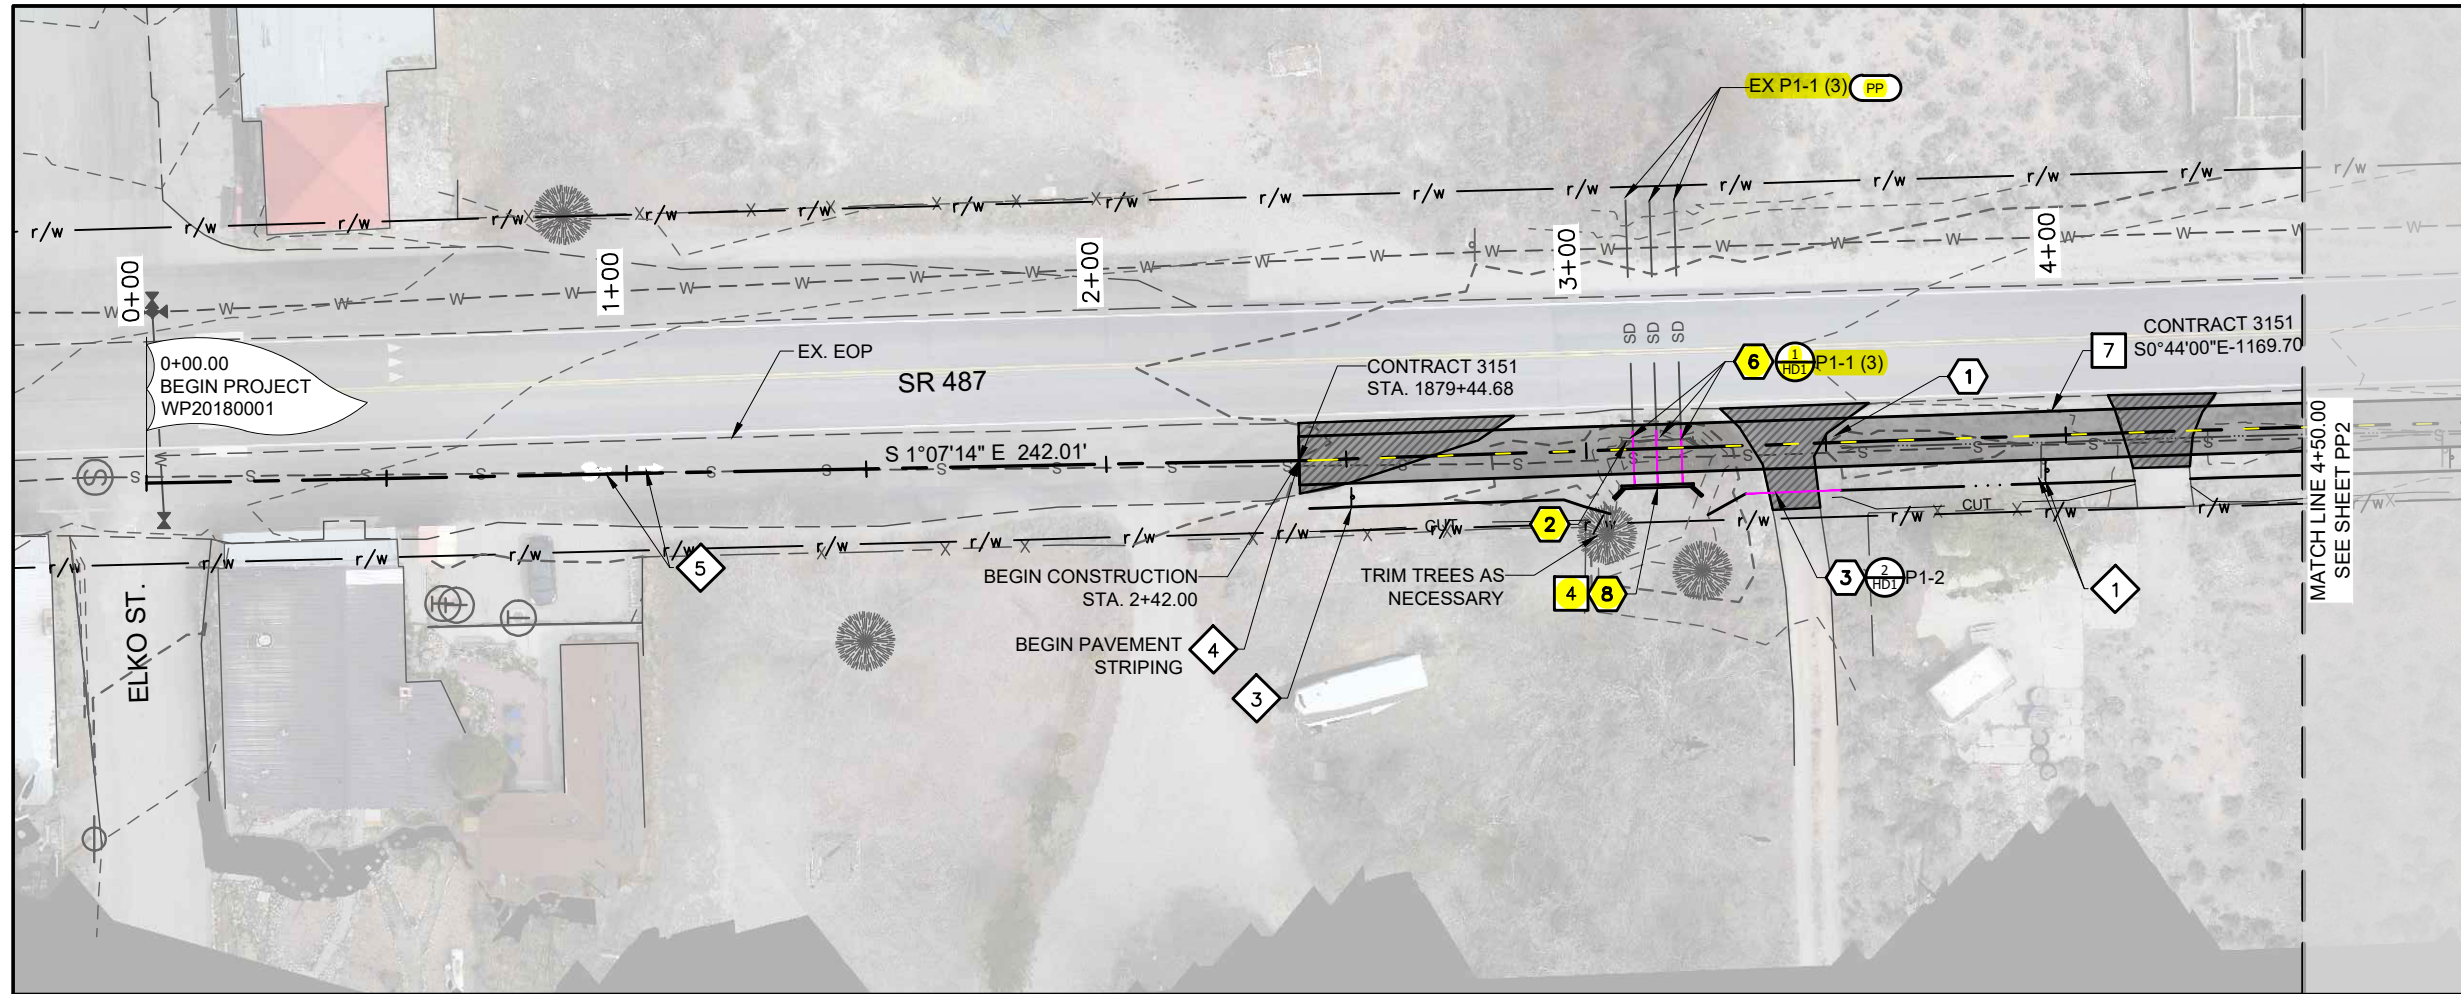 EX P1-1 (3) PP
r/w r/w r/w r/w r/w r/w r/w r/w r/w r/w r/w r/w r/w r/w r/w r/w
X X X X X X
0+00
1+00
2+00
3+00
4+00
W W W W W W W W W W W W W W W W W W W W W
0+00.00
BEGIN PROJECT
WP20180001
EX. EOP
SR 487
CONTRACT 3151
STA. 1879+44.68
SD SD SD
6 1 HD1 P1-1 (3)
1
7
CONTRACT 3151
S0°44'00"E-1169.70
S 1°07'14" E 242.01'
S S S S S S S S S S S S S S S S S S S
MATCH LINE 4+50.00
SEE SHEET PP2
CUT
2
CUT
r/w r/w r/w r/w r/w r/w r/w r/w r/w r/w r/w r/w r/w r/w r/w r/w
5
BEGIN CONSTRUCTION
STA. 2+42.00
TRIM TREES AS
NECESSARY
4 8
3 2 HD1 P1-2
1
BEGIN PAVEMENT
STRIPING
4
3
ELKO ST.
T T
T